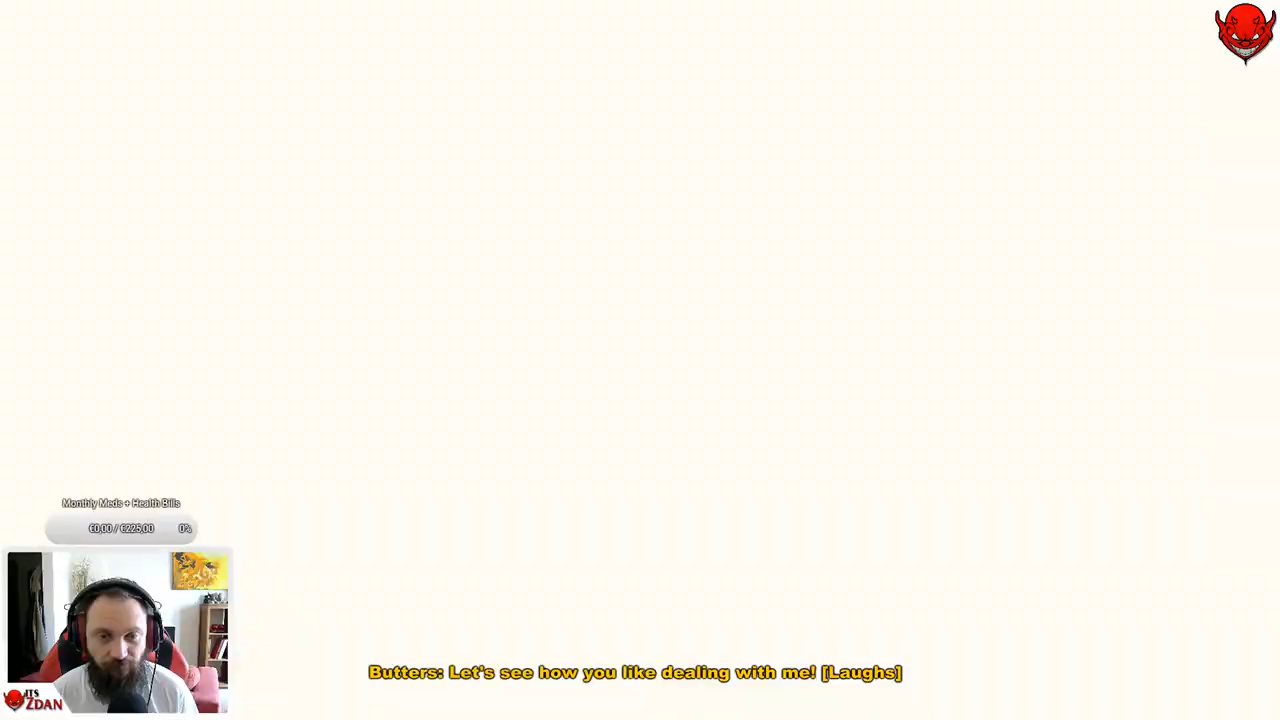 Monthly Meds + Health Bills
€0,00 / €225,00 0%
ITS
ZDAN
Butters: Let's see how you like dealing with me! [Laughs]